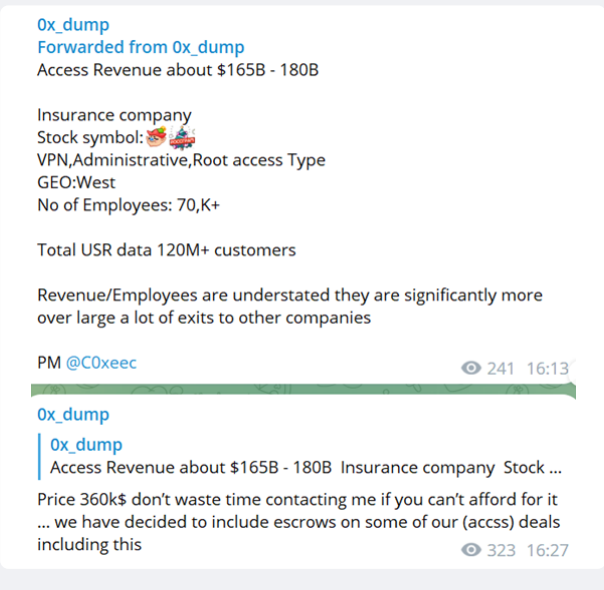 0x_dump
Forwarded from 0x_dump
Access Revenue about $165B - 180B
Insurance company
Stock symbol:
VPN,Administrative,Root access Type
GEO:West
No of Employees: 70,K+
Total USR data 120M+ customers
Revenue/Employees are understated they are significantly more
over large a lot of exits to other companies
PM @C0xeec
241 16:13
0x_dump
0x_dump
Access Revenue about $165B - 180B Insurance company Stock ...
Price 360k$ don’t waste time contacting me if you can’t afford for it
... we have decided to include escrows on some of our (accss) deals
including this
323 16:27